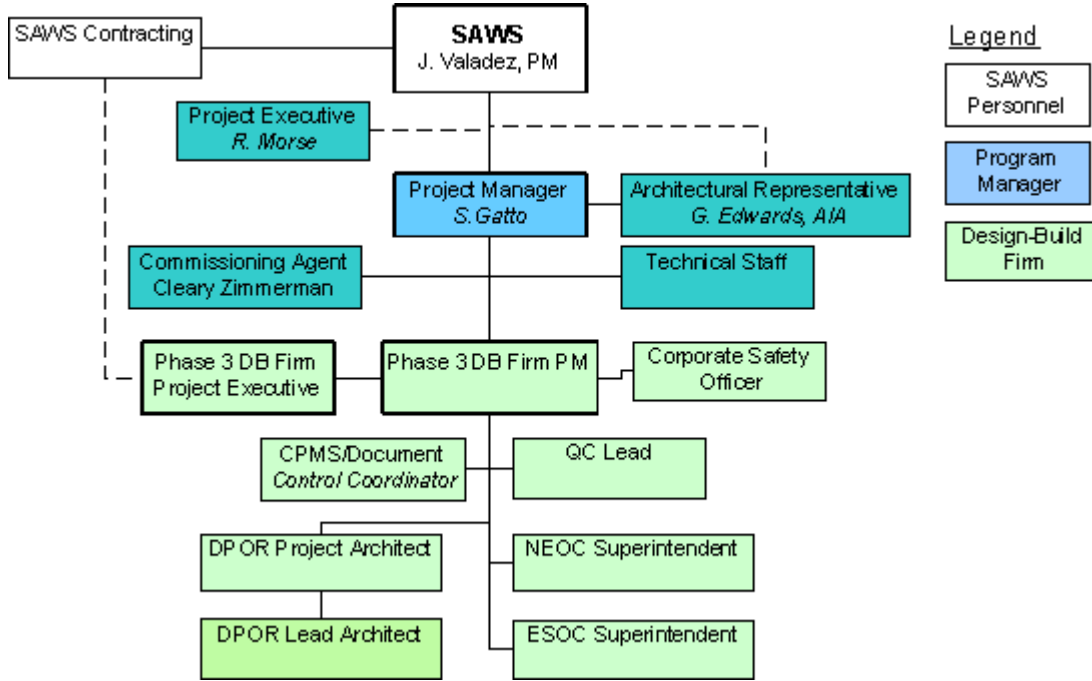 SAWS Contracting
SAWS
J. Valadez, PM
Legend
SAWS
Personnel
Project Executive
R. Morse
Program
Manager
Project Manager
S. Gatto
Architectural Representative
G. Edwards, AIA
Design-Build
Firm
Commissioning Agent
Cleary Zimmerman
Technical Staff
Phase 3 DB Firm
Project Executive
Phase 3 DB Firm PM
Corporate Safety
Officer
CPMS/Document
Control Coordinator
QC Lead
DPOR Project Architect
NEOC Superintendent
DPOR Lead Architect
ESOC Superintendent